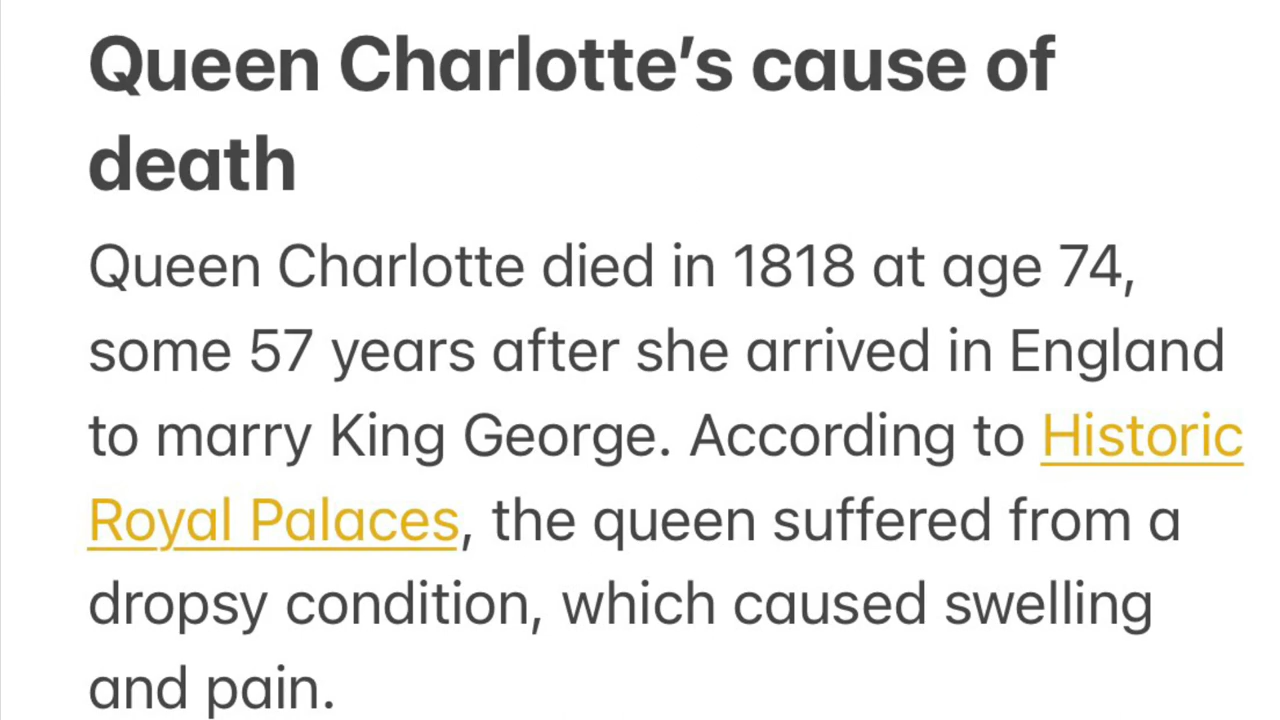 Queen Charlotte’s cause of
death
Queen Charlotte died in 1818 at age 74,
some 57 years after she arrived in England
to marry King George. According to Historic
Royal Palaces, the queen suffered from a
dropsy condition, which caused swelling
and pain.